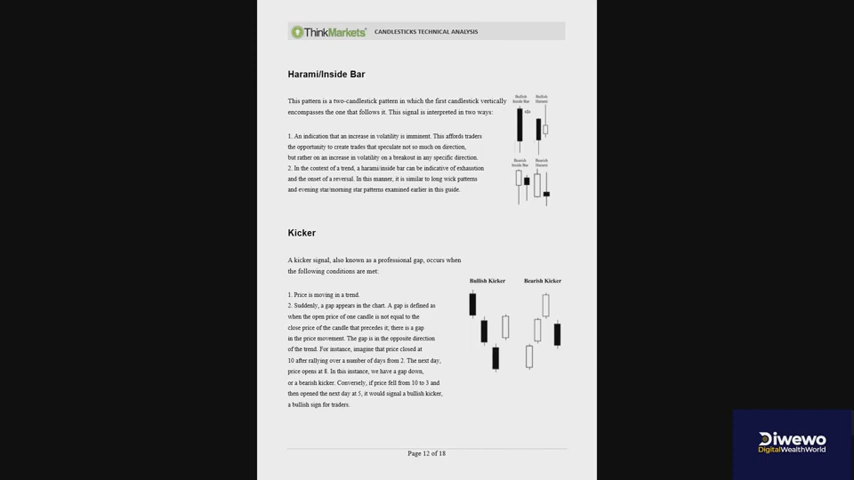 ThinkMarkets CANDLESTICKS TECHNICAL ANALYSIS
Harami/Inside Bar
This pattern is a two-candlestick pattern in which the first candlestick vertically
encompasses the one that follows it. This signal is interpreted in two ways:
1. An indication that an increase in volatility is imminent. This affords traders
the opportunity to create trades that speculate not so much on direction,
but rather on an increase in volatility on a breakout in any specific direction.
2. In the context of a trend, a harami/inside bar can be indicative of exhaustion
and the onset of a reversal. In this manner, it is similar to long wick patterns
and evening star/morning star patterns examined earlier in this guide.
Bullish Bullish
Inside Bar Harami
Bearish Bearish
Inside Bar Harami
Kicker
A kicker signal, also known as a professional gap, occurs when
the following conditions are met:
1. Price is moving in a trend.
2. Suddenly, a gap appears in the chart. A gap is defined as
when the open price of one candle is not equal to the
close price of the candle that precedes it; there is a gap
in the price movement. The gap is in the opposite direction
of the trend. For instance, imagine that price closed at
10 after rallying over a number of days from 2. The next day,
price opens at 8. In this instance, we have a gap down,
or a bearish kicker. Conversely, if price fell from 10 to 3 and
then opened the next day at 5, it would signal a bullish kicker,
a bullish sign for traders.
Bullish Kicker Bearish Kicker
Page 12 of 18
Diwewo
DigitalWealthWorld